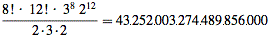 8! · 12! · 3^8 2^12 / 2 · 3 · 2 = 43.252.003.274.489.856.000